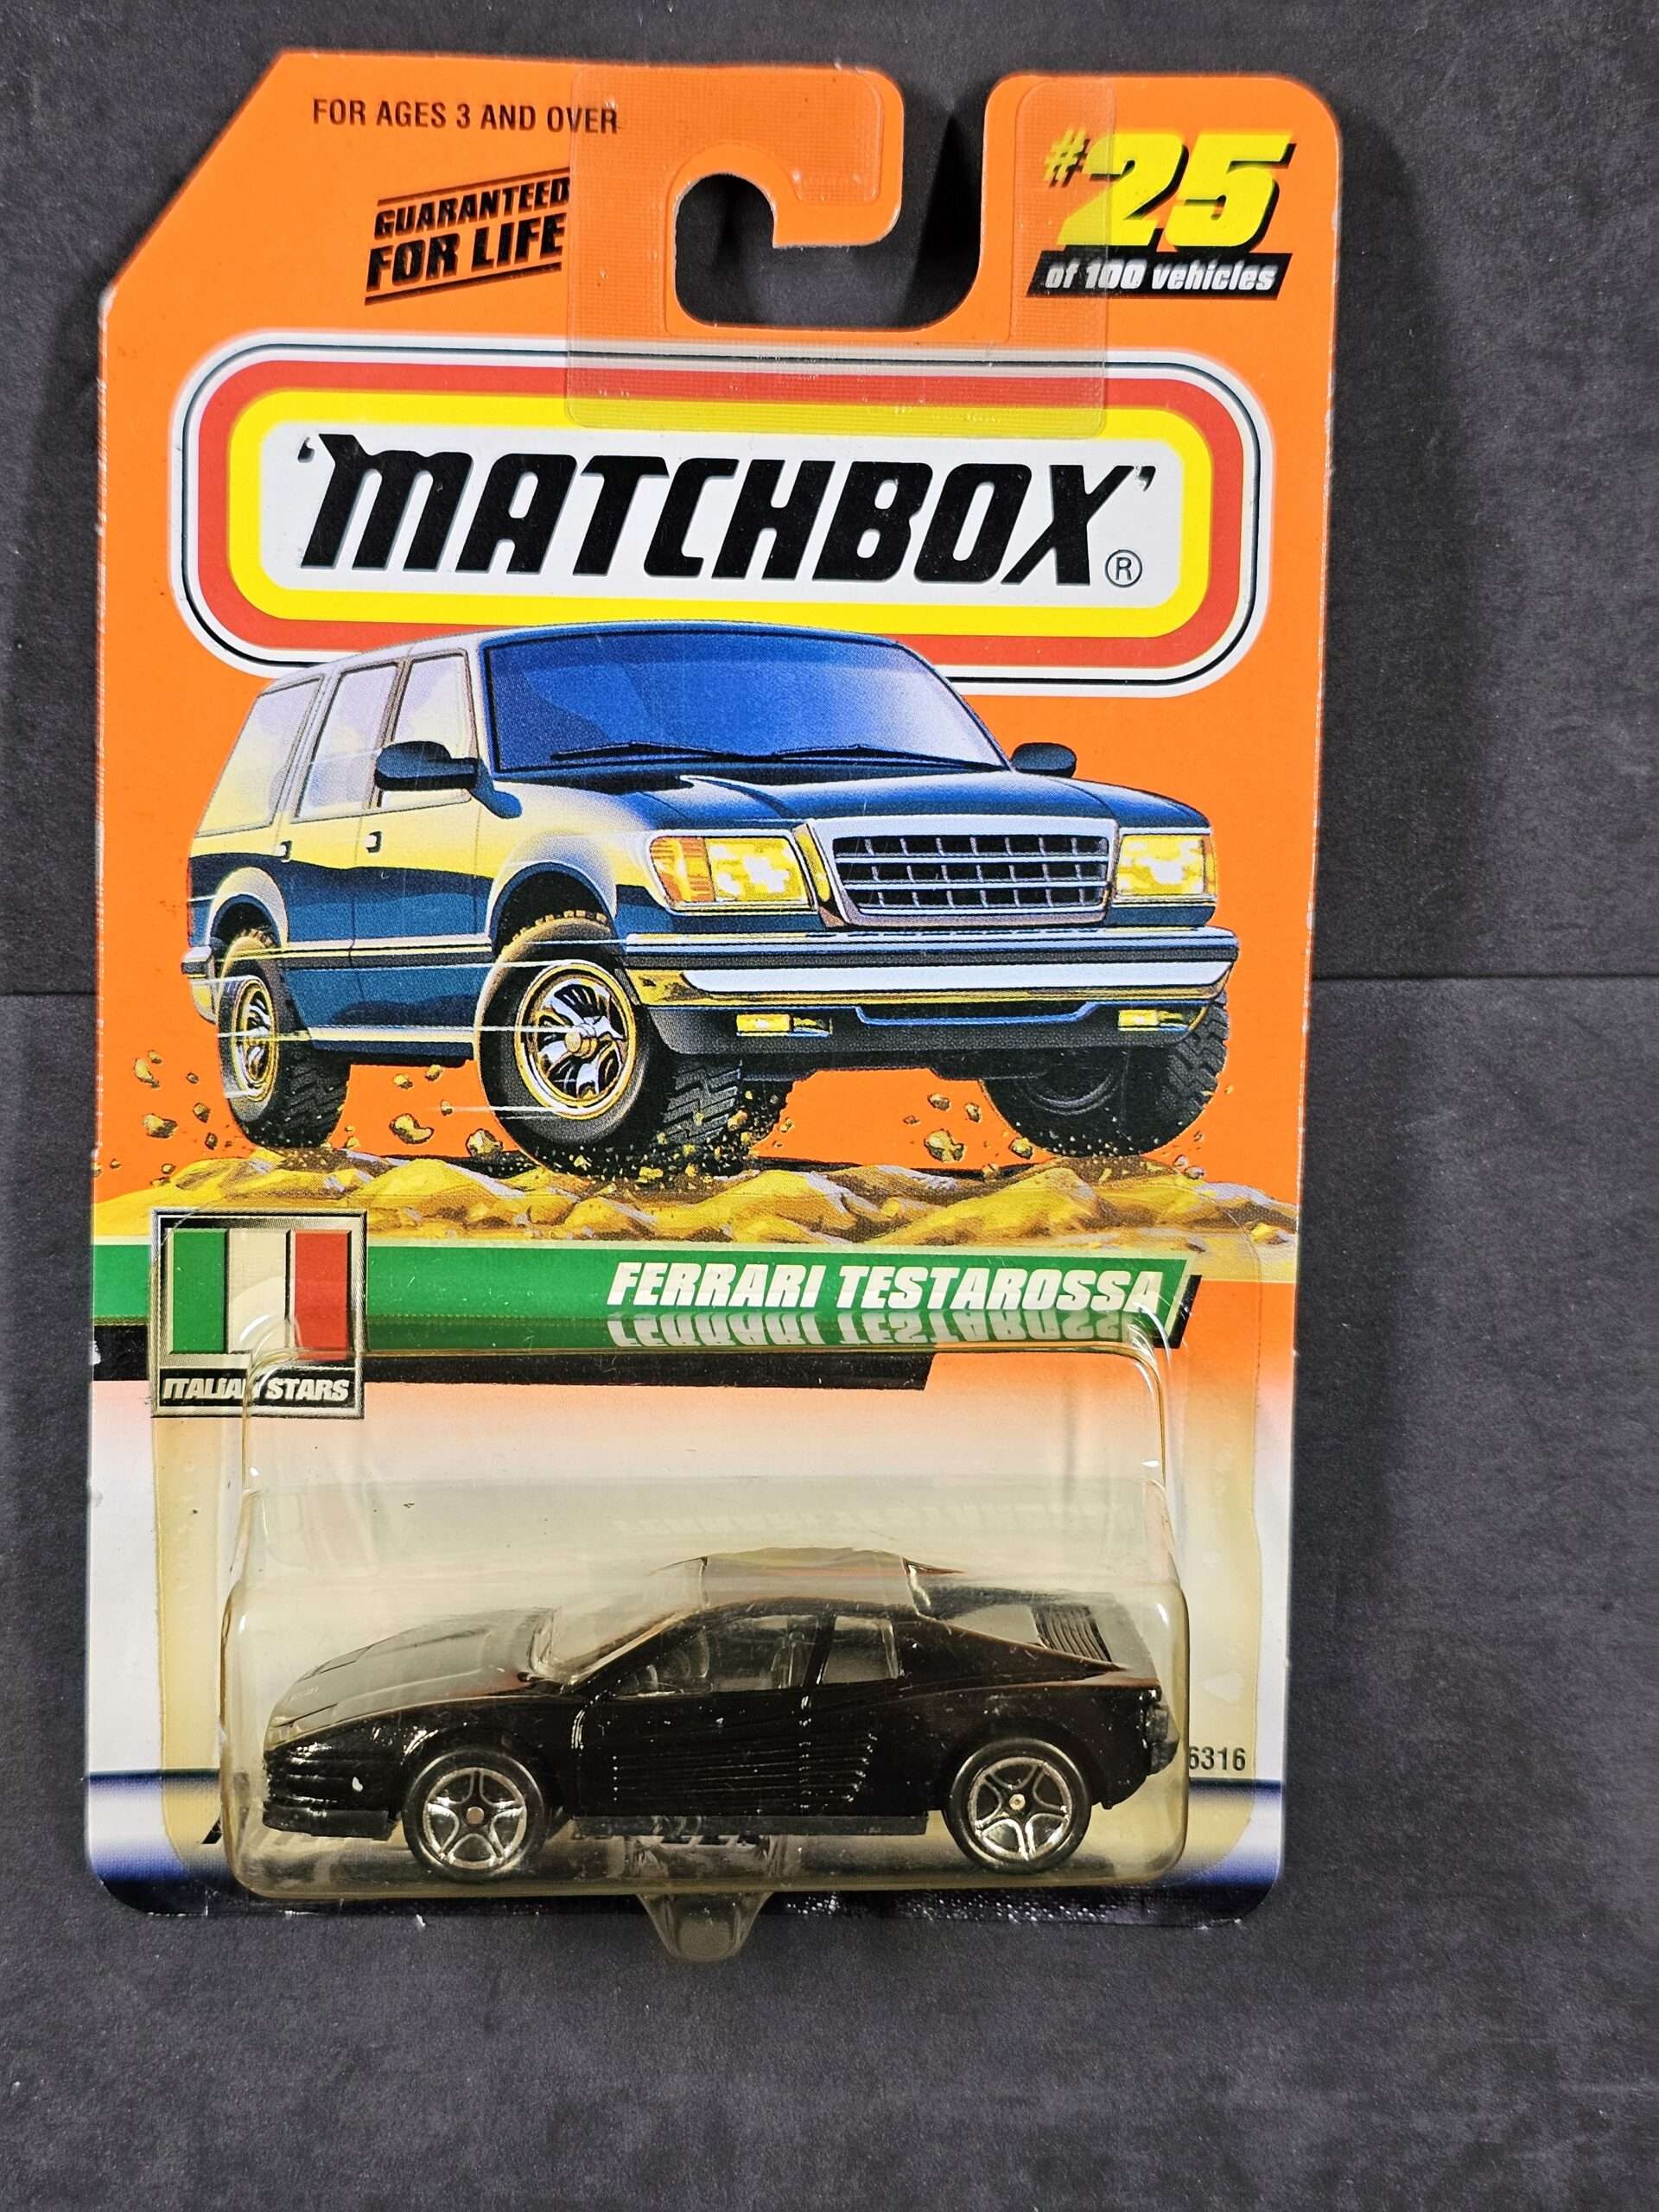 FOR AGES 3 AND OVER
GUARANTEED
FOR LIFE
#25
of 100 vehicles
'MATCHBOX'®
FERRARI TESTAROSSA
ITALIAN STARS
6316